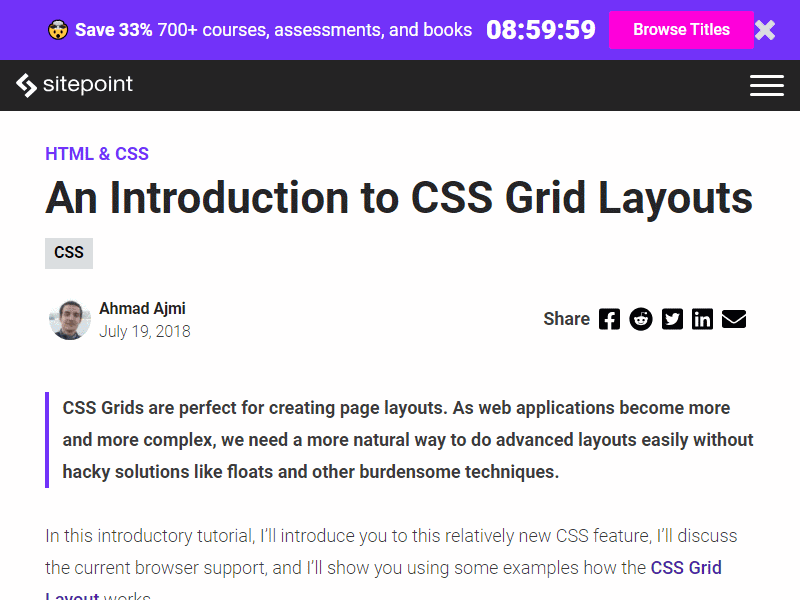 Save 33% 700+ courses, assessments, and books 08:59:59 Browse Titles
sitepoint
HTML & CSS
An Introduction to CSS Grid Layouts
CSS
Ahmad Ajmi
July 19, 2018
Share
CSS Grids are perfect for creating page layouts. As web applications become more
and more complex, we need a more natural way to do advanced layouts easily without
hacky solutions like floats and other burdensome techniques.
In this introductory tutorial, I’ll introduce you to this relatively new CSS feature, I’ll discuss
the current browser support, and I’ll show you using some examples how the CSS Grid
Layout works.